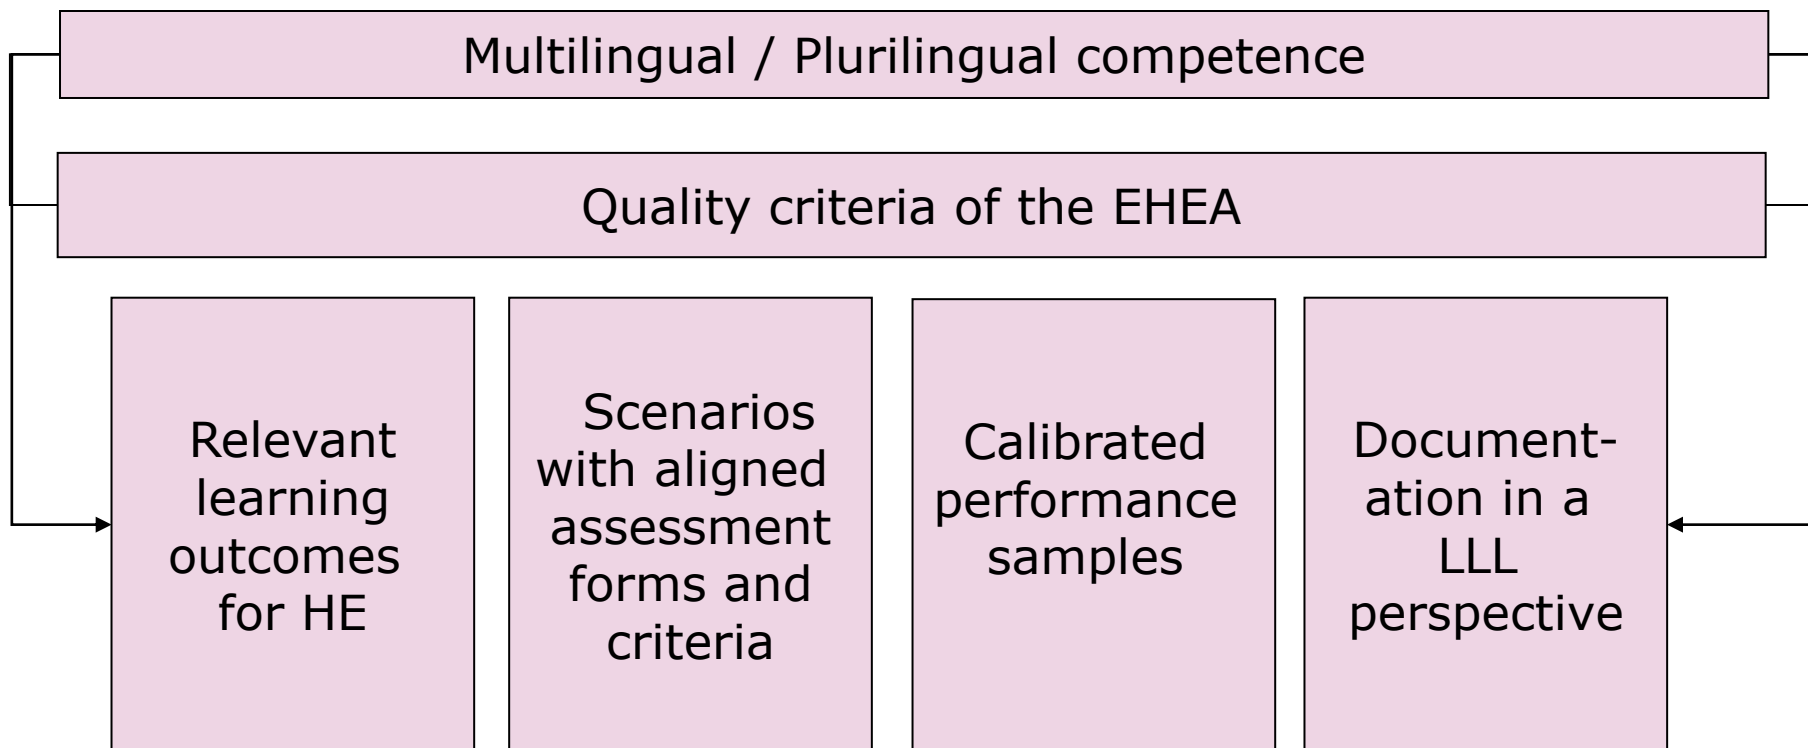 Multilingual / Plurilingual competence
Quality criteria of the EHEA
Relevant
learning
outcomes
for HE
Scenarios
with aligned
assessment
forms and
criteria
Calibrated
performance
samples
Document-
ation in a
LLL
perspective